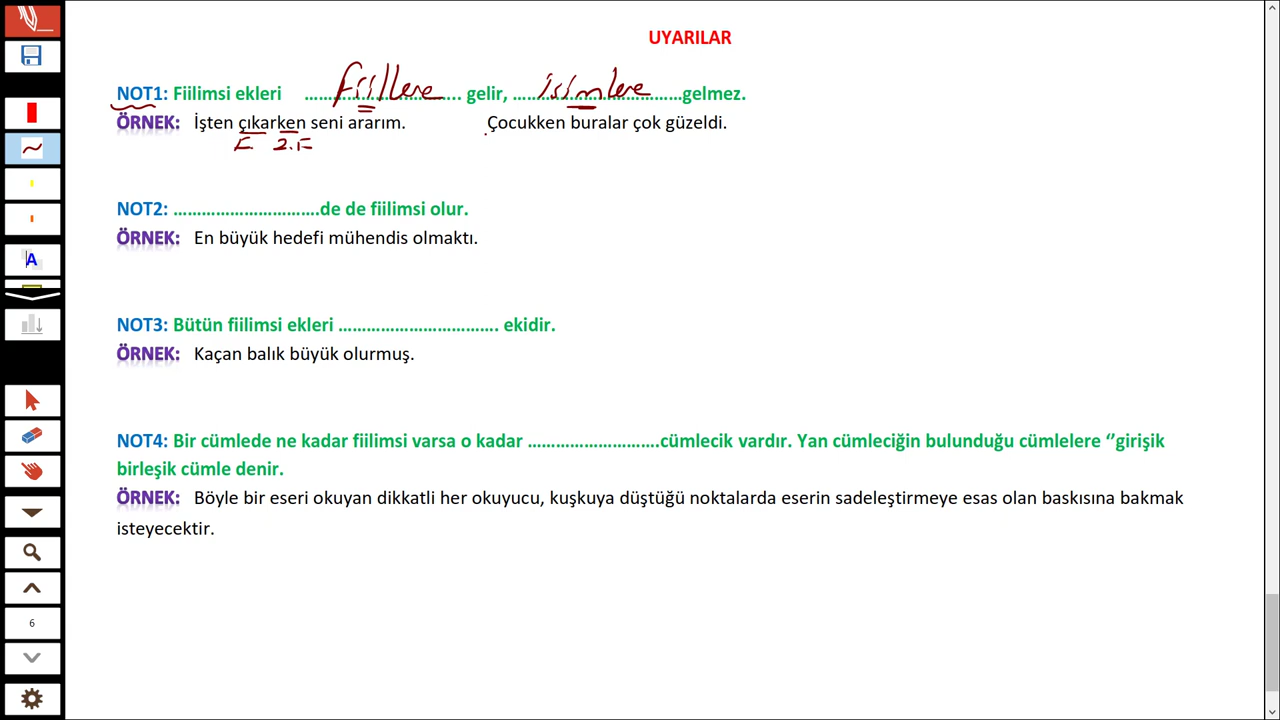 UYARILAR
NOT1: Fiilimsi ekleri fiillere gelir, isimlere gelmez.
ÖRNEK: İşten çıkarken seni ararım. Çocukken buralar çok güzeldi.
F. Z.F
NOT2: ………………………….de de fiilimsi olur.
ÖRNEK: En büyük hedefi mühendis olmaktı.
NOT3: Bütün fiilimsi ekleri ……………………………. ekidir.
ÖRNEK: Kaçan balık büyük olurmuş.
NOT4: Bir cümlede ne kadar fiilimsi varsa o kadar ……………………….cümlecik vardır. Yan cümleciğin bulunduğu cümlelere ‘’girişik
birleşik cümle denir.
ÖRNEK: Böyle bir eseri okuyan dikkatli her okuyucu, kuşkuya düştüğü noktalarda eserin sadeleştirmeye esas olan baskısına bakmak
isteyecektir.
A
6